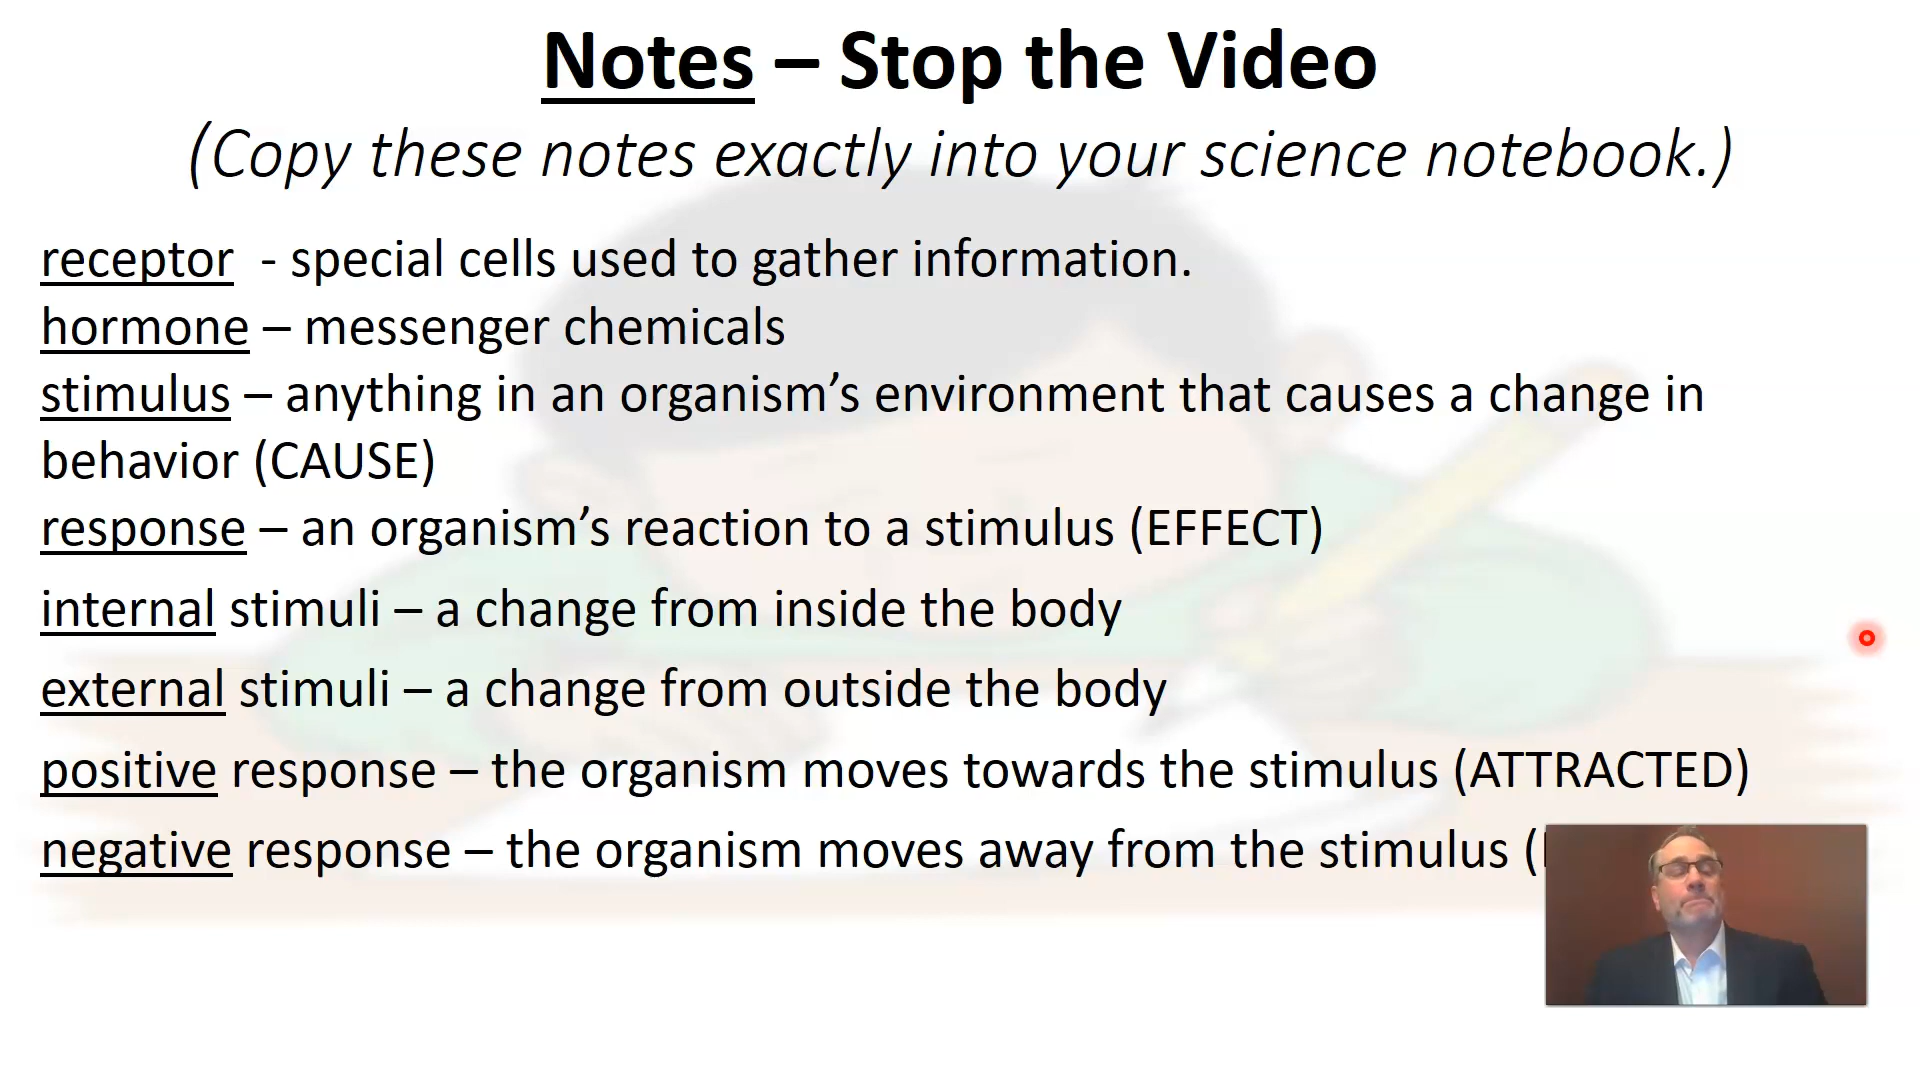 Notes – Stop the Video
(Copy these notes exactly into your science notebook.)
receptor - special cells used to gather information.
hormone – messenger chemicals
stimulus – anything in an organism’s environment that causes a change in
behavior (CAUSE)
response – an organism’s reaction to a stimulus (EFFECT)
internal stimuli – a change from inside the body
external stimuli – a change from outside the body
positive response – the organism moves towards the stimulus (ATTRACTED)
negative response – the organism moves away from the stimulus (